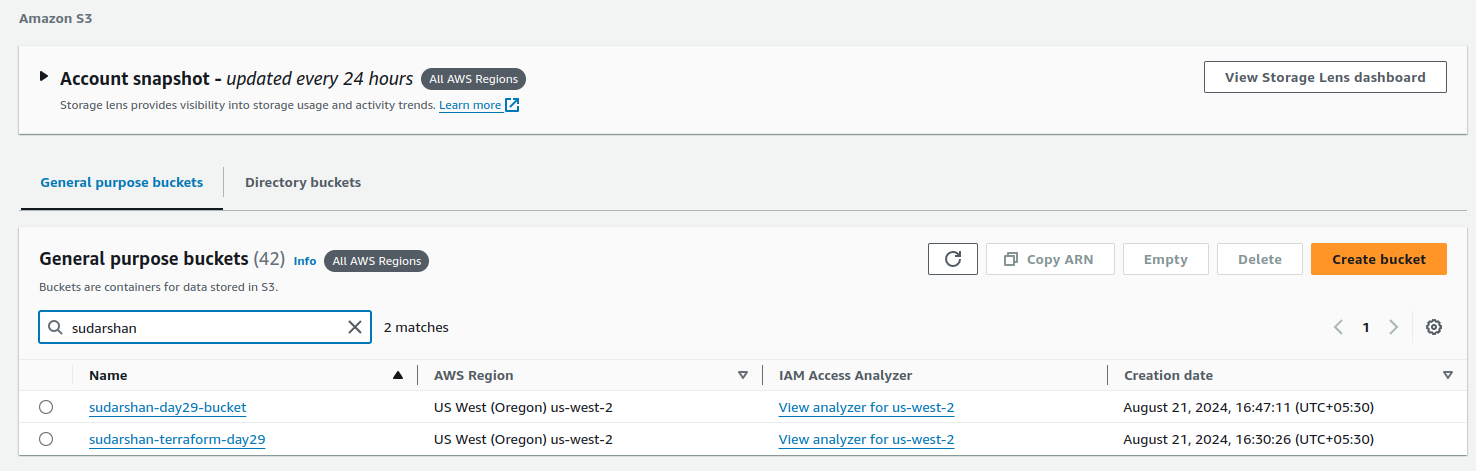 Amazon S3
Account snapshot - updated every 24 hours All AWS Regions
View Storage Lens dashboard
Storage lens provides visibility into storage usage and activity trends. Learn more
General purpose buckets
Directory buckets
General purpose buckets (42) Info All AWS Regions
Copy ARN
Empty
Delete
Create bucket
Buckets are containers for data stored in S3.
sudarshan
2 matches
1
Name AWS Region IAM Access Analyzer Creation date
sudarshan-day29-bucket US West (Oregon) us-west-2 View analyzer for us-west-2 August 21, 2024, 16:47:11 (UTC+05:30)
sudarshan-terraform-day29 US West (Oregon) us-west-2 View analyzer for us-west-2 August 21, 2024, 16:30:26 (UTC+05:30)